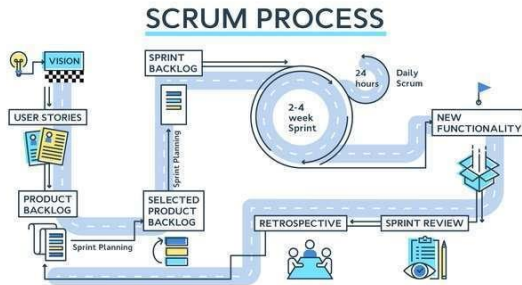 SCRUM PROCESS
VISION
USER STORIES
PRODUCT
BACKLOG
Sprint Planning
SELECTED
PRODUCT
BACKLOG
Sprint Planning
SPRINT
BACKLOG
2-4
week
Sprint
24
hours
Daily
Scrum
NEW
FUNCTIONALITY
SPRINT REVIEW
RETROSPECTIVE